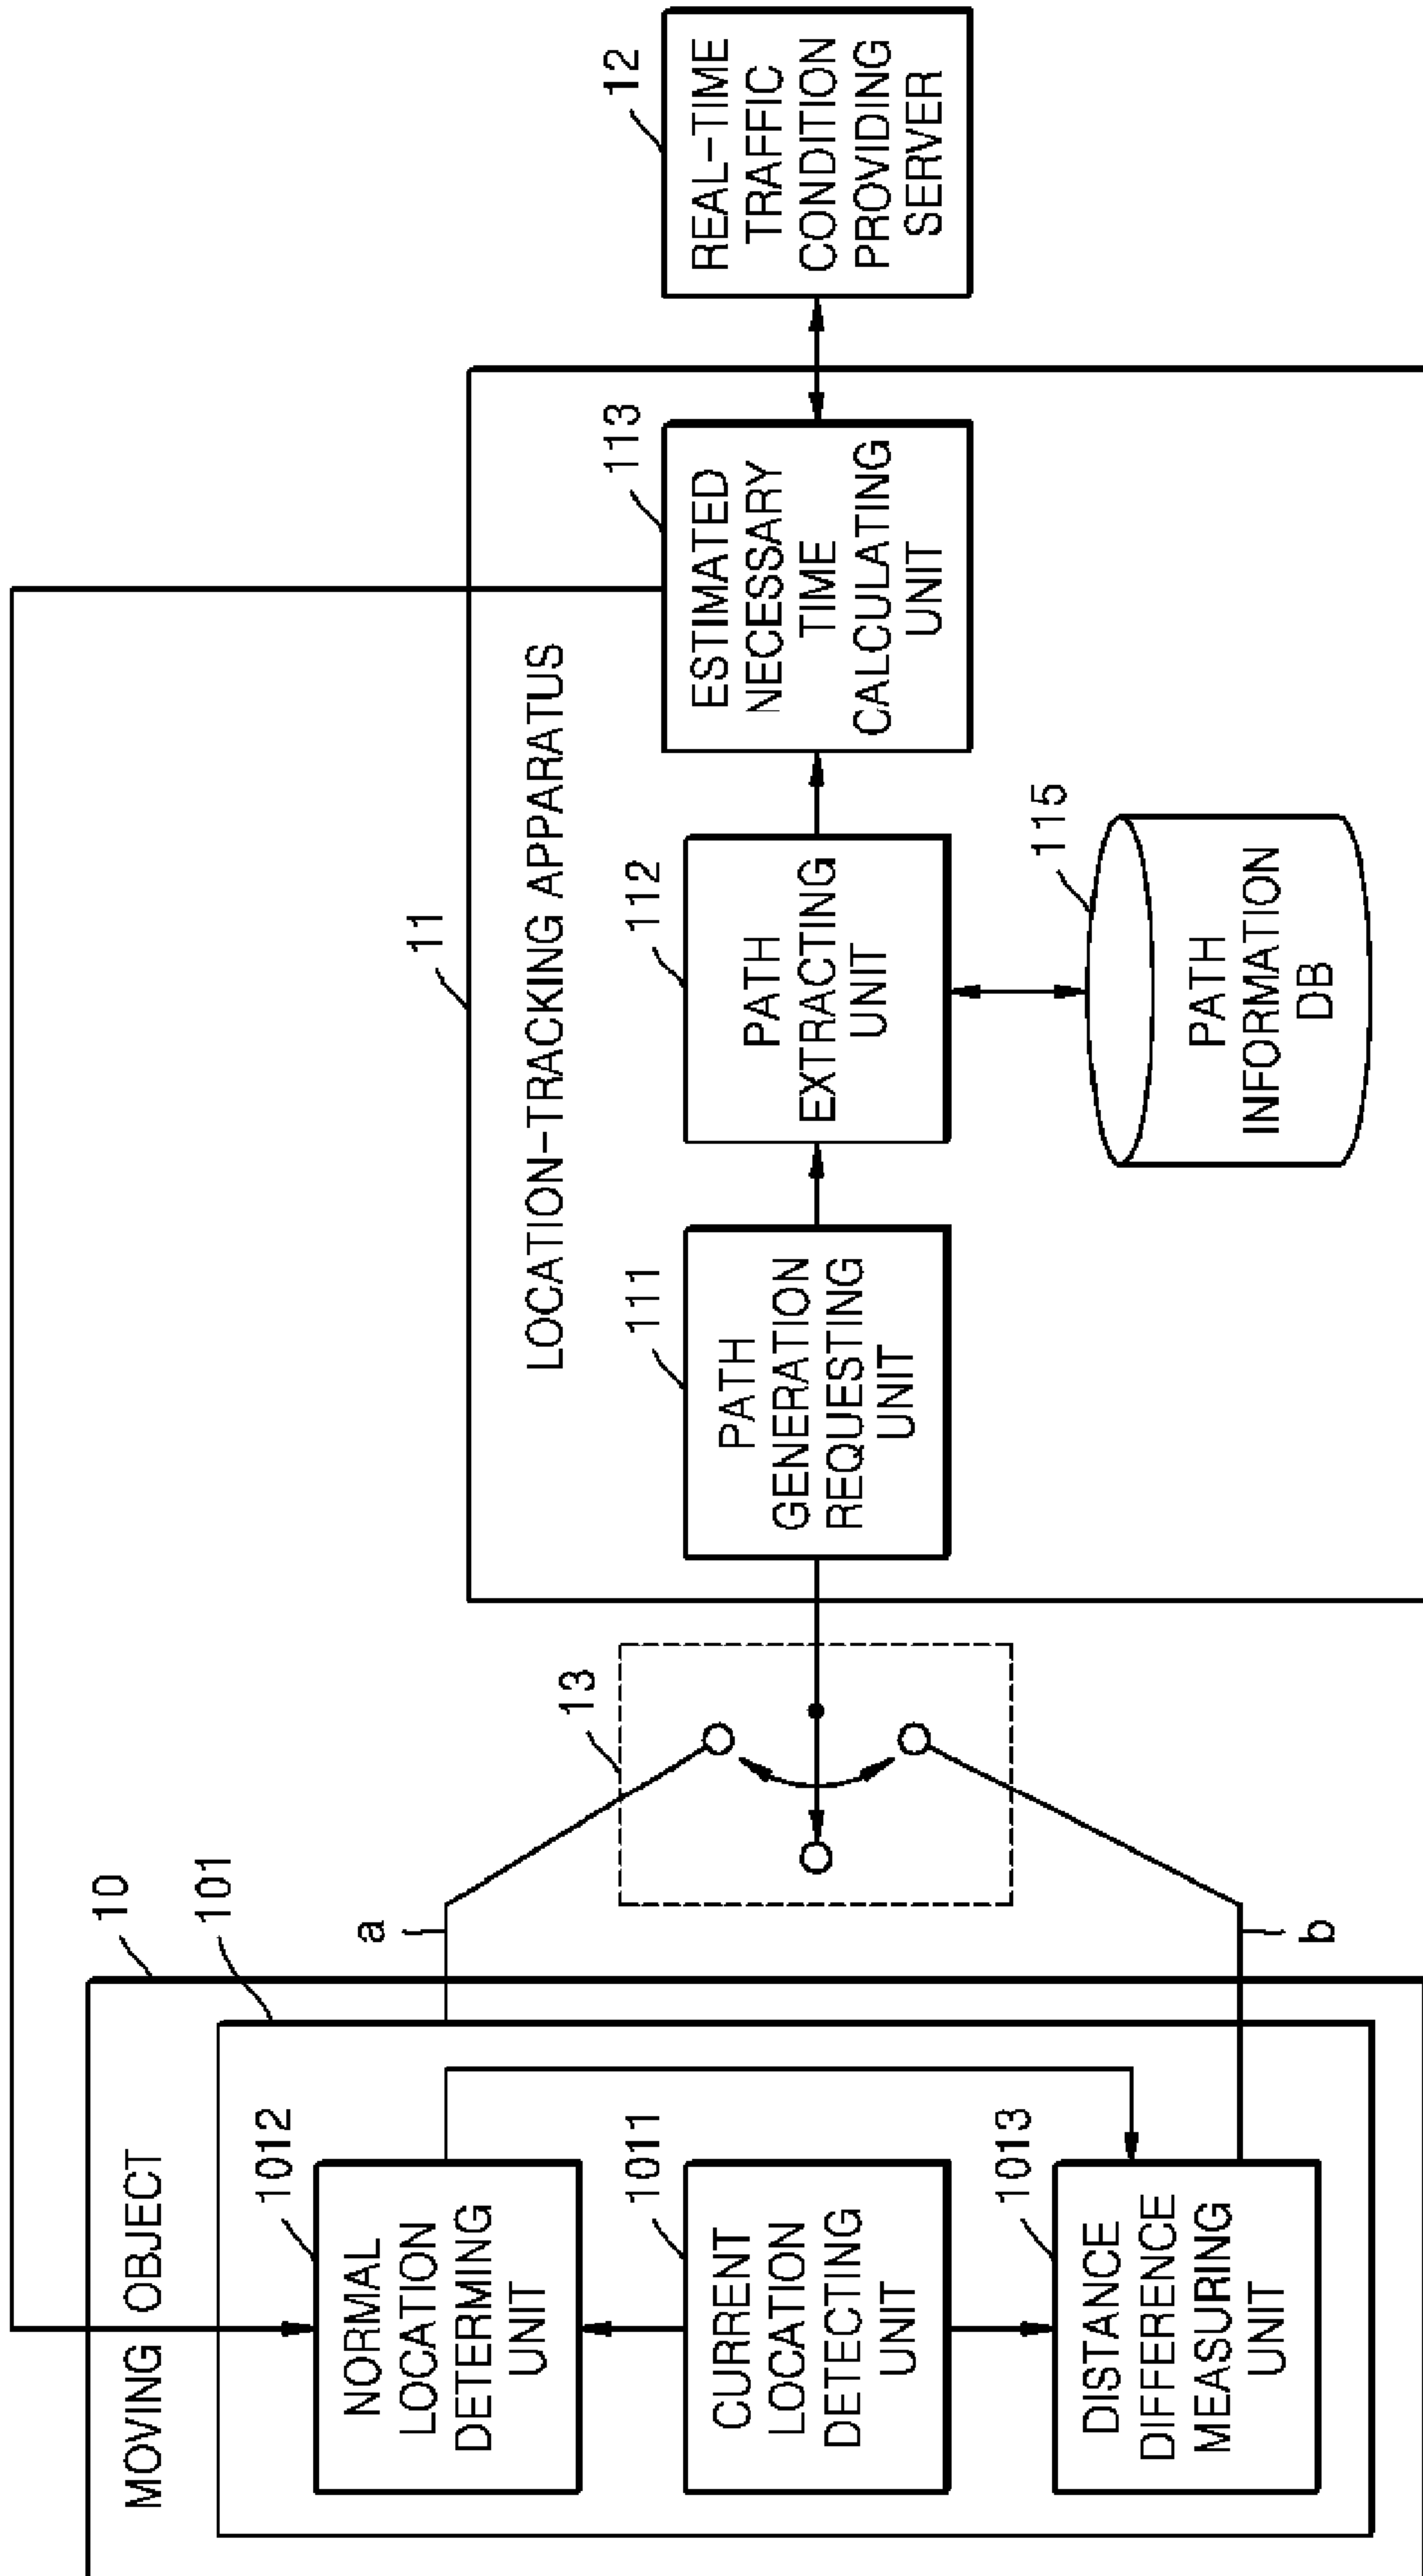 MOVING OBJECT
10
101
1012
NORMAL
LOCATION
DETERMING
UNIT
1011
CURRENT
LOCATION
DETECTING
UNIT
1013
DISTANCE
DIFFERENCE
MEASURING
UNIT
a
b
13
11
LOCATION-TRACKING APPARATUS
111
PATH
GENERATION
REQUESTING
UNIT
112
PATH
EXTRACTING
UNIT
113
ESTIMATED
NECESSARY
TIME
CALCULATING
UNIT
115
PATH
INFORMATION
DB
12
REAL-TIME
TRAFFIC
CONDITION
PROVIDING
SERVER